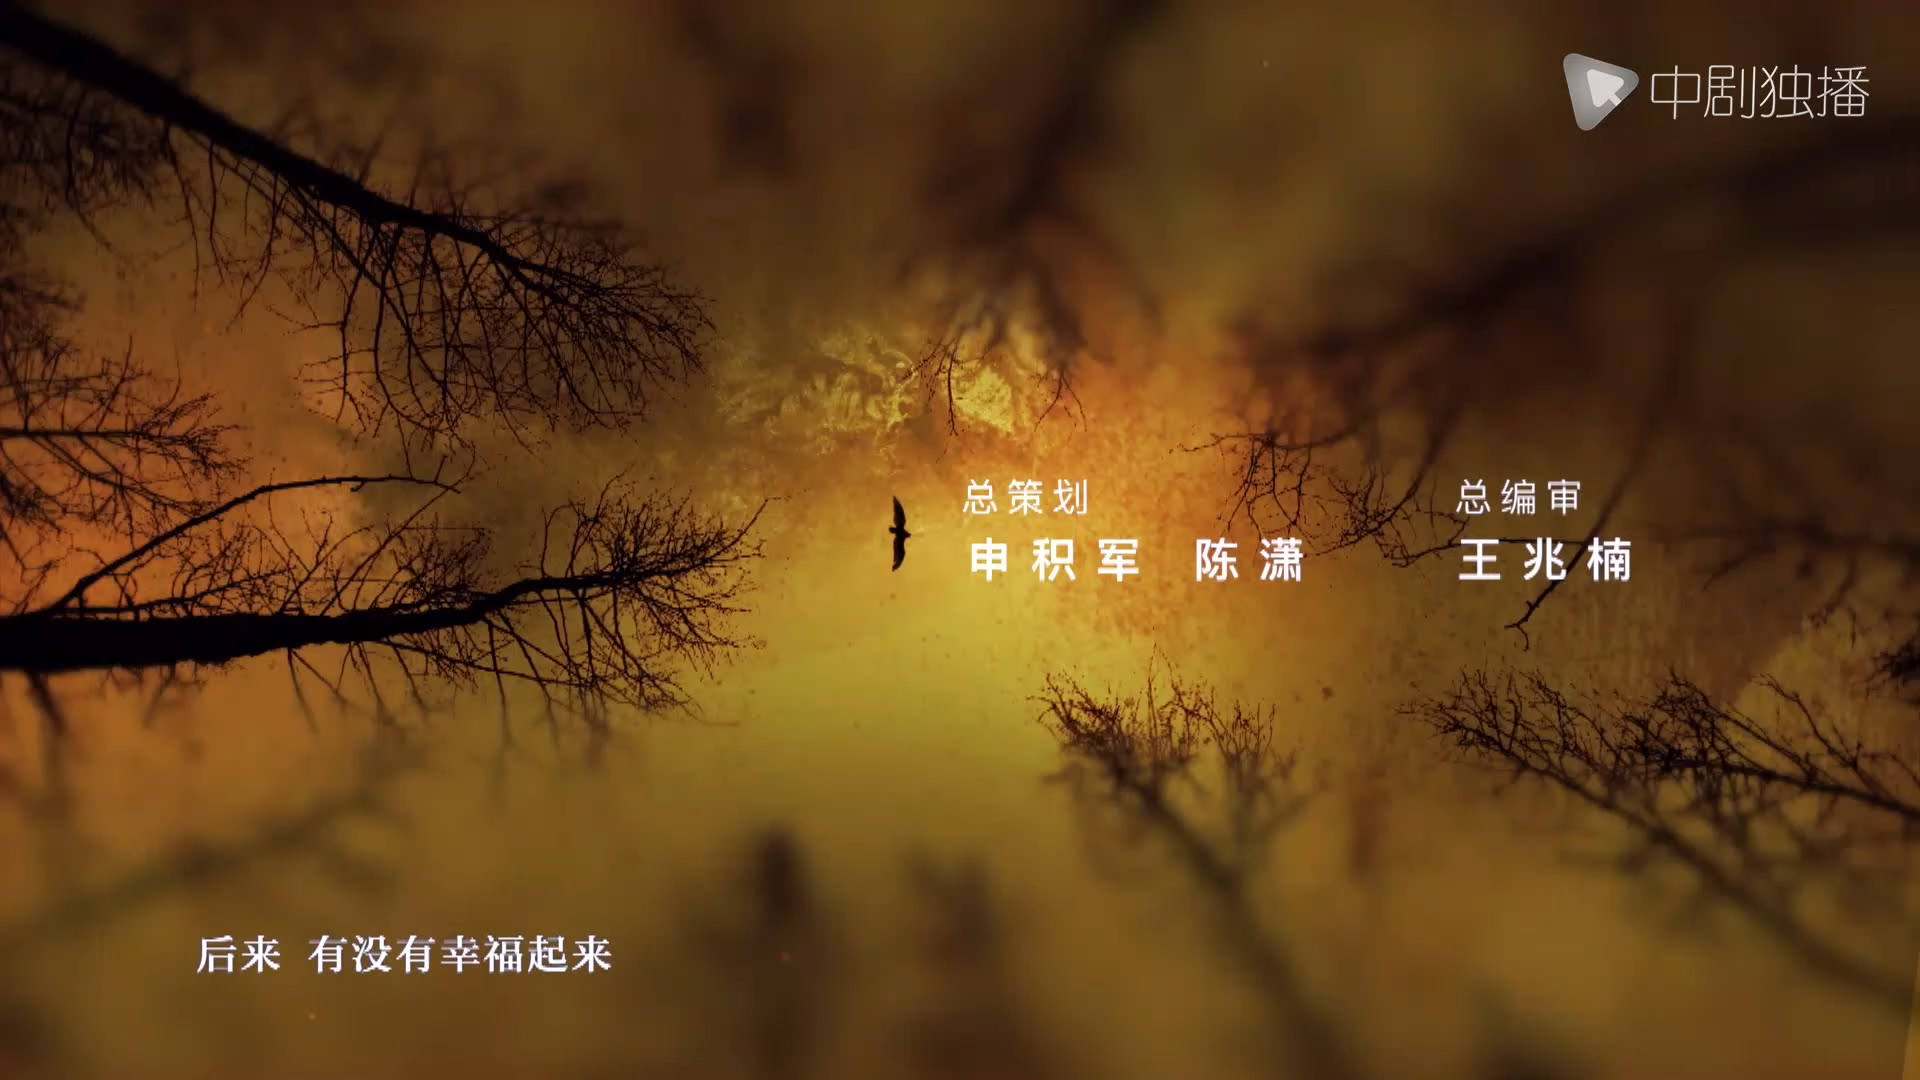 中剧独播
总策划
总编审
申积军 陈潇
王兆楠
后来 有没有幸福起来